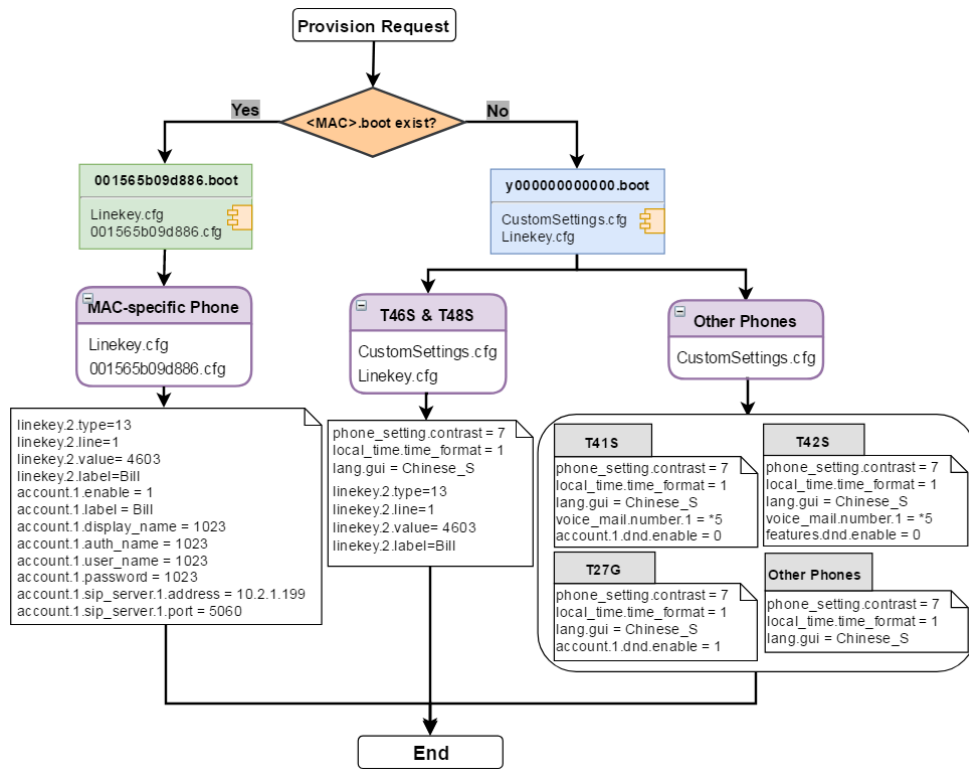 Provision Request
<MAC>.boot exist?
Yes
No
001565b09d886.boot
Linekey.cfg
001565b09d886.cfg
y000000000000.boot
CustomSettings.cfg
Linekey.cfg
MAC-specific Phone
Linekey.cfg
001565b09d886.cfg
T46S & T48S
CustomSettings.cfg
Linekey.cfg
Other Phones
CustomSettings.cfg
linekey.2.type=13
linekey.2.line=1
linekey.2.value= 4603
linekey.2.label=Bill
account.1.enable = 1
account.1.label = Bill
account.1.display_name = 1023
account.1.auth_name = 1023
account.1.user_name = 1023
account.1.password = 1023
account.1.sip_server.1.address = 10.2.1.199
account.1.sip_server.1.port = 5060
phone_setting.contrast = 7
local_time.time_format = 1
lang.gui = Chinese_S
linekey.2.type=13
linekey.2.line=1
linekey.2.value= 4603
linekey.2.label=Bill
T41S
phone_setting.contrast = 7
local_time.time_format = 1
lang.gui = Chinese_S
voice_mail.number.1 = *5
account.1.dnd.enable = 0
T42S
phone_setting.contrast = 7
local_time.time_format = 1
lang.gui = Chinese_S
voice_mail.number.1 = *5
features.dnd.enable = 0
T27G
phone_setting.contrast = 7
local_time.time_format = 1
lang.gui = Chinese_S
account.1.dnd.enable = 1
Other Phones
phone_setting.contrast = 7
local_time.time_format = 1
lang.gui = Chinese_S
End